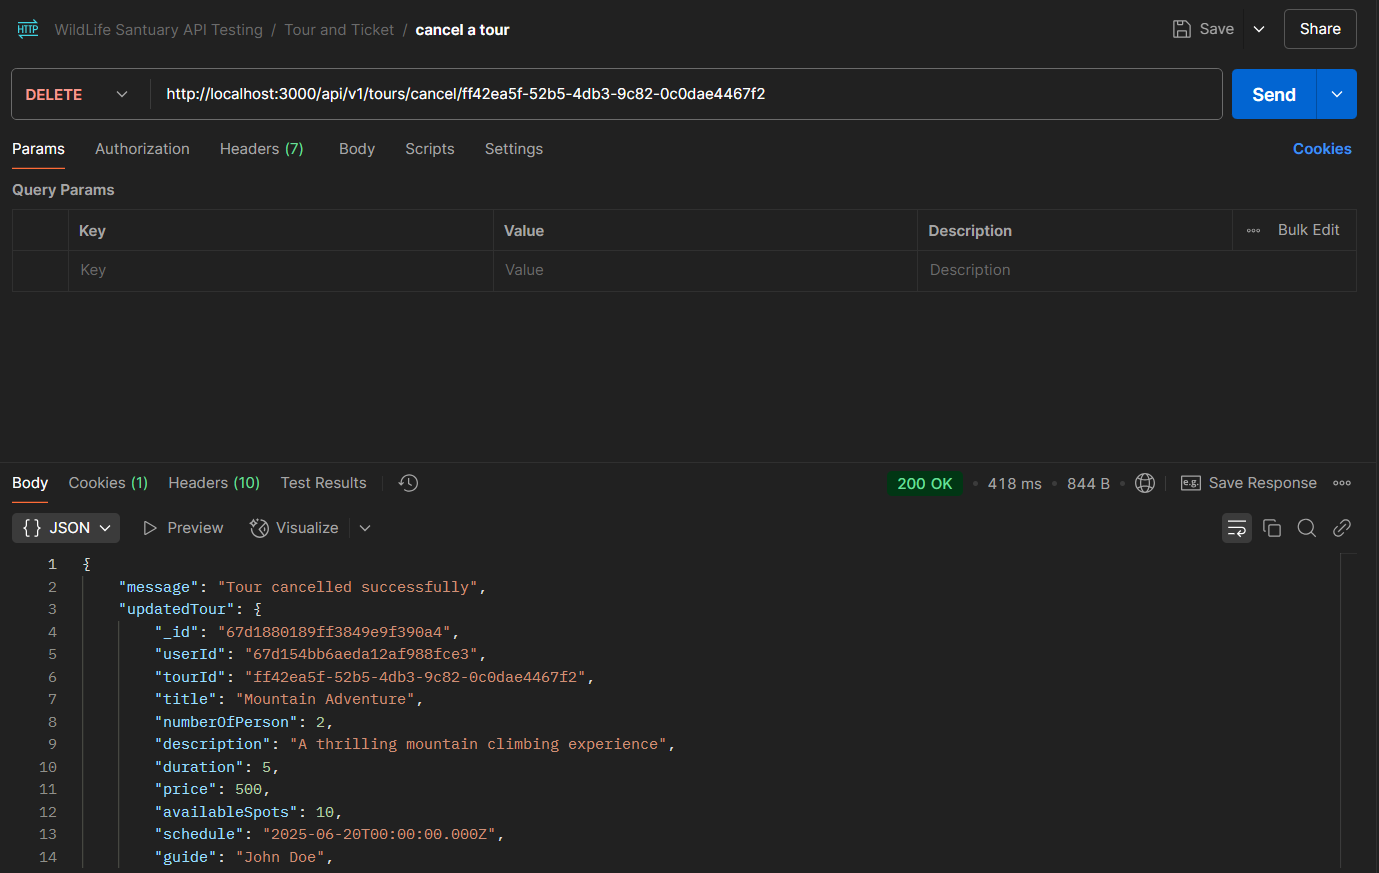 HTTP WildLife Santuary API Testing / Tour and Ticket / cancel a tour Save Share
DELETE http://localhost:3000/api/v1/tours/cancel/ff42ea5f-52b5-4db3-9c82-0c0dae4467f2 Send
Params Authorization Headers (7) Body Scripts Settings Cookies
Query Params
Key Value Description Bulk Edit
Key Value Description
Body Cookies (1) Headers (10) Test Results 200 OK • 418 ms • 844 B • e.g. Save Response
{} JSON Preview Visualize
1 {
2 "message": "Tour cancelled successfully",
3 "updatedTour": {
4 "_id": "67d1880189ff3849e9f390a4",
5 "userId": "67d154bb6aeda12af988fce3",
6 "tourId": "ff42ea5f-52b5-4db3-9c82-0c0dae4467f2",
7 "title": "Mountain Adventure",
8 "numberOfPerson": 2,
9 "description": "A thrilling mountain climbing experience",
10 "duration": 5,
11 "price": 500,
12 "availableSpots": 10,
13 "schedule": "2025-06-20T00:00:00.000Z",
14 "guide": "John Doe",